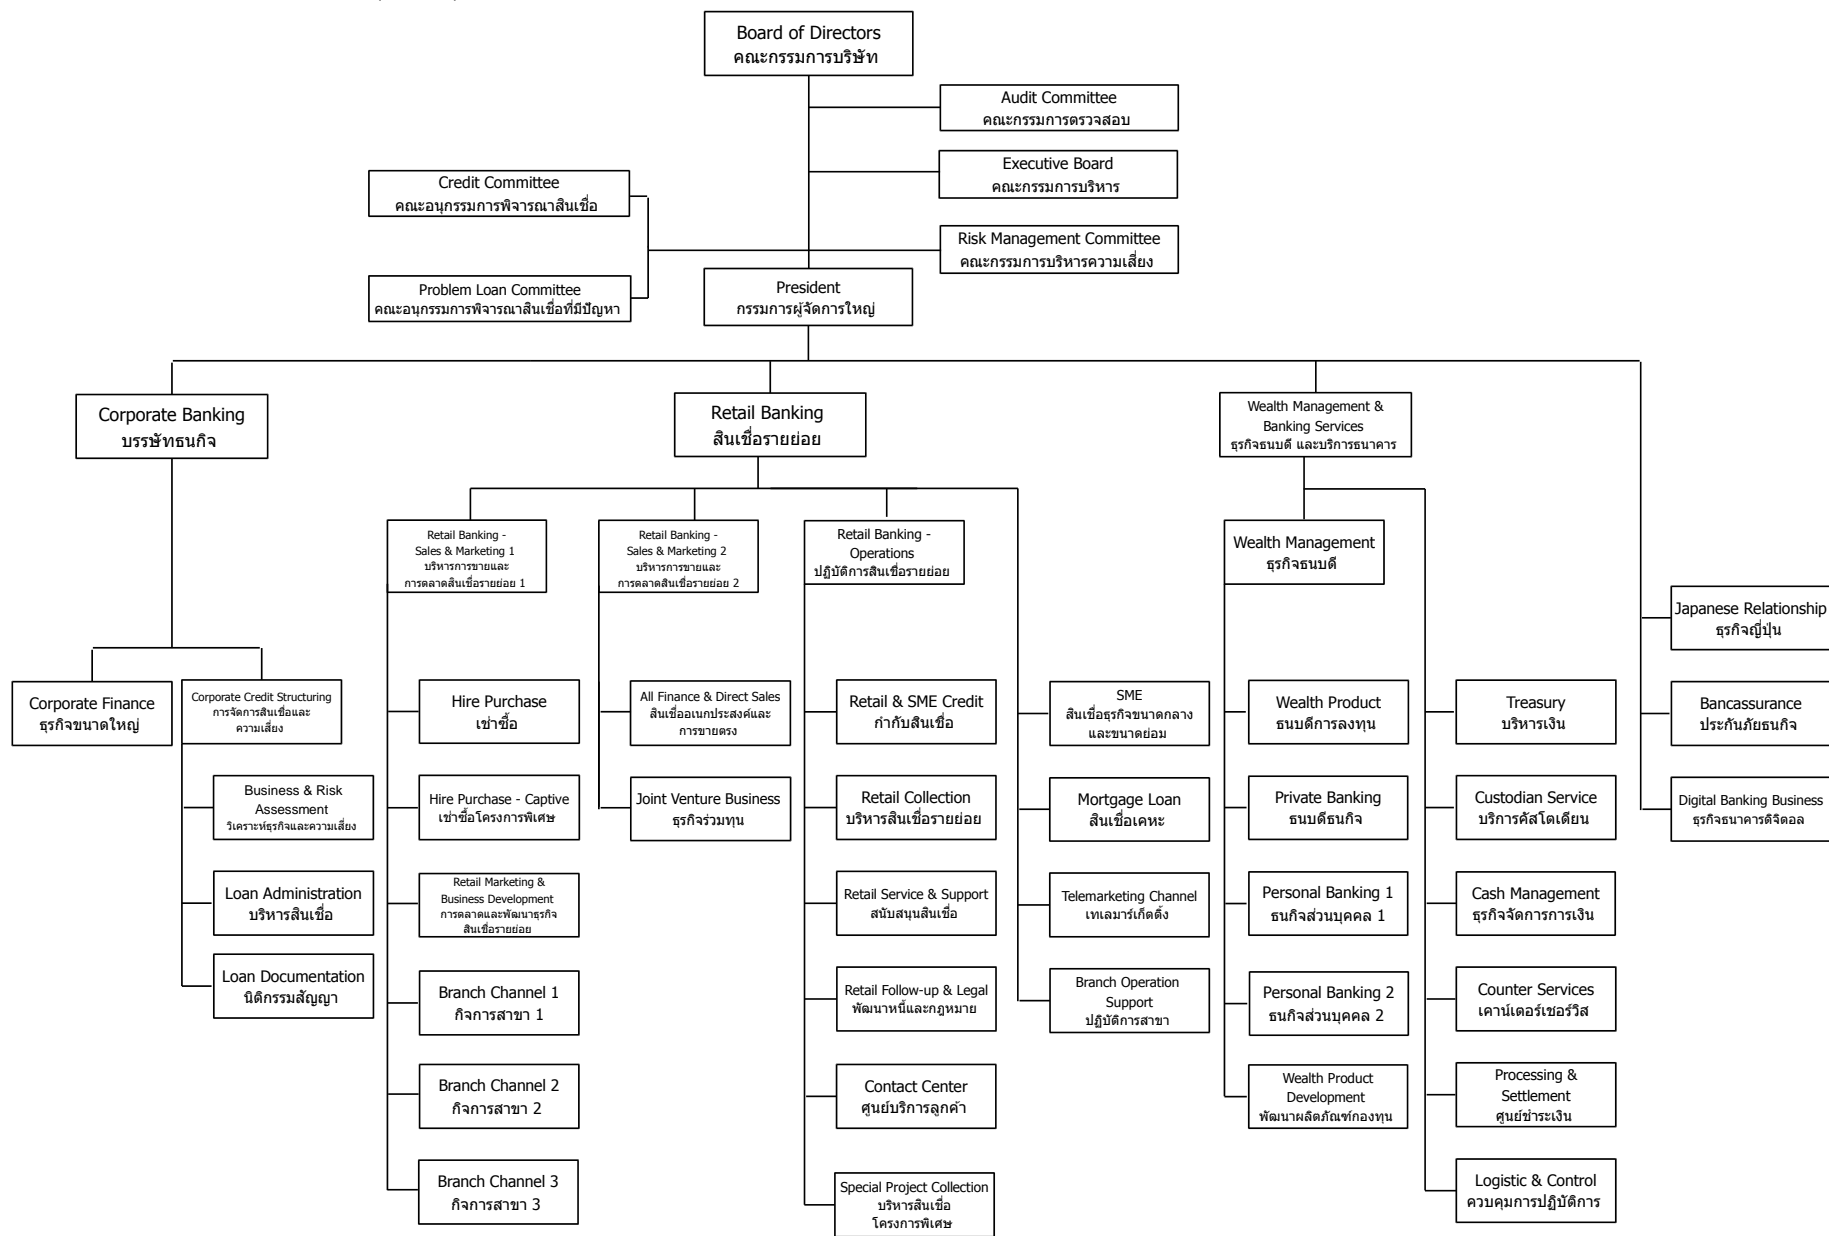 Board of Directors
คณะกรรมการบริษัท
Audit Committee
คณะกรรมการตรวจสอบ
Executive Board
คณะกรรมการบริหาร
Credit Committee
คณะอนุกรรมการพิจารณาสินเชื่อ
Risk Management Committee
คณะกรรมการบริหารความเสี่ยง
Problem Loan Committee
คณะอนุกรรมการพิจารณาสินเชื่อที่มีปัญหา
President
กรรมการผู้จัดการใหญ่
Corporate Banking
บรรษัทธนกิจ
Retail Banking
สินเชื่อรายย่อย
Wealth Management &
Banking Services
ธุรกิจธนบดี และบริการธนาคาร
Retail Banking -
Sales & Marketing 1
บริหารการขายและ
การตลาดสินเชื่อรายย่อย 1
Retail Banking -
Sales & Marketing 2
บริหารการขายและ
การตลาดสินเชื่อรายย่อย 2
Retail Banking -
Operations
ปฏิบัติการสินเชื่อรายย่อย
Wealth Management
ธุรกิจธนบดี
Japanese Relationship
ธุรกิจญี่ปุ่น
Corporate Finance
ธุรกิจขนาดใหญ่
Corporate Credit Structuring
การจัดการสินเชื่อและ
ความเสี่ยง
Hire Purchase
เช่าซื้อ
All Finance & Direct Sales
สินเชื่ออเนกประสงค์และ
การขายตรง
Retail & SME Credit
กำกับสินเชื่อ
SME
สินเชื่อธุรกิจขนาดกลาง
และขนาดย่อม
Wealth Product
ธนบดีการลงทุน
Treasury
บริหารเงิน
Bancassurance
ประกันภัยธนกิจ
Business & Risk
Assessment
วิเคราะห์ธุรกิจและความเสี่ยง
Hire Purchase - Captive
เช่าซื้อโครงการพิเศษ
Joint Venture Business
ธุรกิจร่วมทุน
Retail Collection
บริหารสินเชื่อรายย่อย
Mortgage Loan
สินเชื่อเคหะ
Private Banking
ธนบดีธนกิจ
Custodian Service
บริการคัสโตเดียน
Digital Banking Business
ธุรกิจธนาคารดิจิตอล
Loan Administration
บริหารสินเชื่อ
Retail Marketing &
Business Development
การตลาดและพัฒนาธุรกิจ
สินเชื่อรายย่อย
Retail Service & Support
สนับสนุนสินเชื่อ
Telemarketing Channel
เทเลมาร์เก็ตติ้ง
Personal Banking 1
ธนกิจส่วนบุคคล 1
Cash Management
ธุรกิจจัดการการเงิน
Loan Documentation
นิติกรรมสัญญา
Branch Channel 1
กิจการสาขา 1
Retail Follow-up & Legal
พัฒนาหนี้และกฎหมาย
Branch Operation
Support
ปฏิบัติการสาขา
Personal Banking 2
ธนกิจส่วนบุคคล 2
Counter Services
เคาน์เตอร์เซอร์วิส
Branch Channel 2
กิจการสาขา 2
Contact Center
ศูนย์บริการลูกค้า
Wealth Product
Development
พัฒนาผลิตภัณฑ์กองทุน
Processing &
Settlement
ศูนย์ชำระเงิน
Branch Channel 3
กิจการสาขา 3
Special Project Collection
บริหารสินเชื่อ
โครงการพิเศษ
Logistic & Control
ควบคุมการปฏิบัติการ